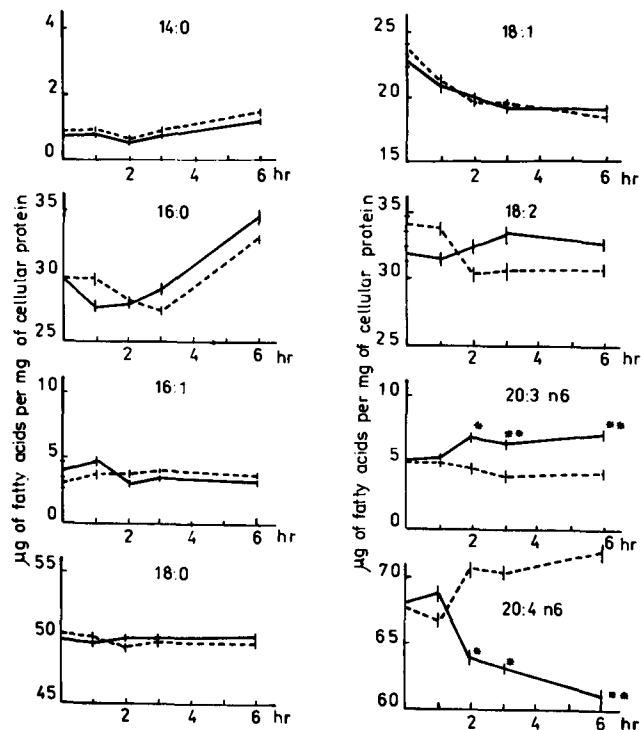 14:0
4
2
0
2 4 6 hr
16:0
35
30
25
2 4 6 hr
16:1
10
5
0
2 4 6 hr
18:0
55
50
45
2 4 6 hr
µg of fatty acids per mg of cellular protein
18:1
25
20
15
2 4 6 hr
18:2
35
30
25
2 4 6 hr
20:3 n6
10
5
0
* ** **
2 4 6 hr
20:4 n6
70
65
60
* * **
2 4 6 hr
µg of fatty acids per mg of cellular protein